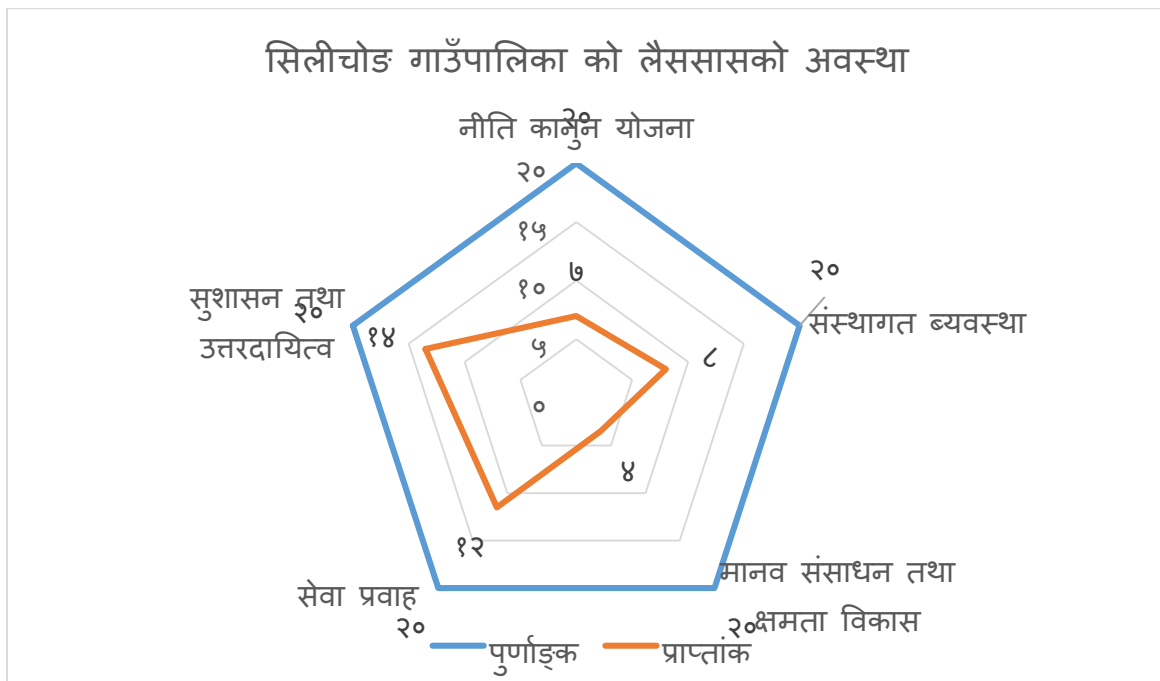 सिलीचोङ गाउँपालिका को लैससासको अवस्था
२०
नीति कानुन योजना
२०
१५
१०
५
०
७
२०
संस्थागत ब्यवस्था
८
४
मानव संसाधन तथा
क्षमता विकास
२०
१२
सेवा प्रवाह
२०
सुशासन तथा
उत्तरदायित्व
२०
१४
पुर्णाङ्क
प्राप्तांक